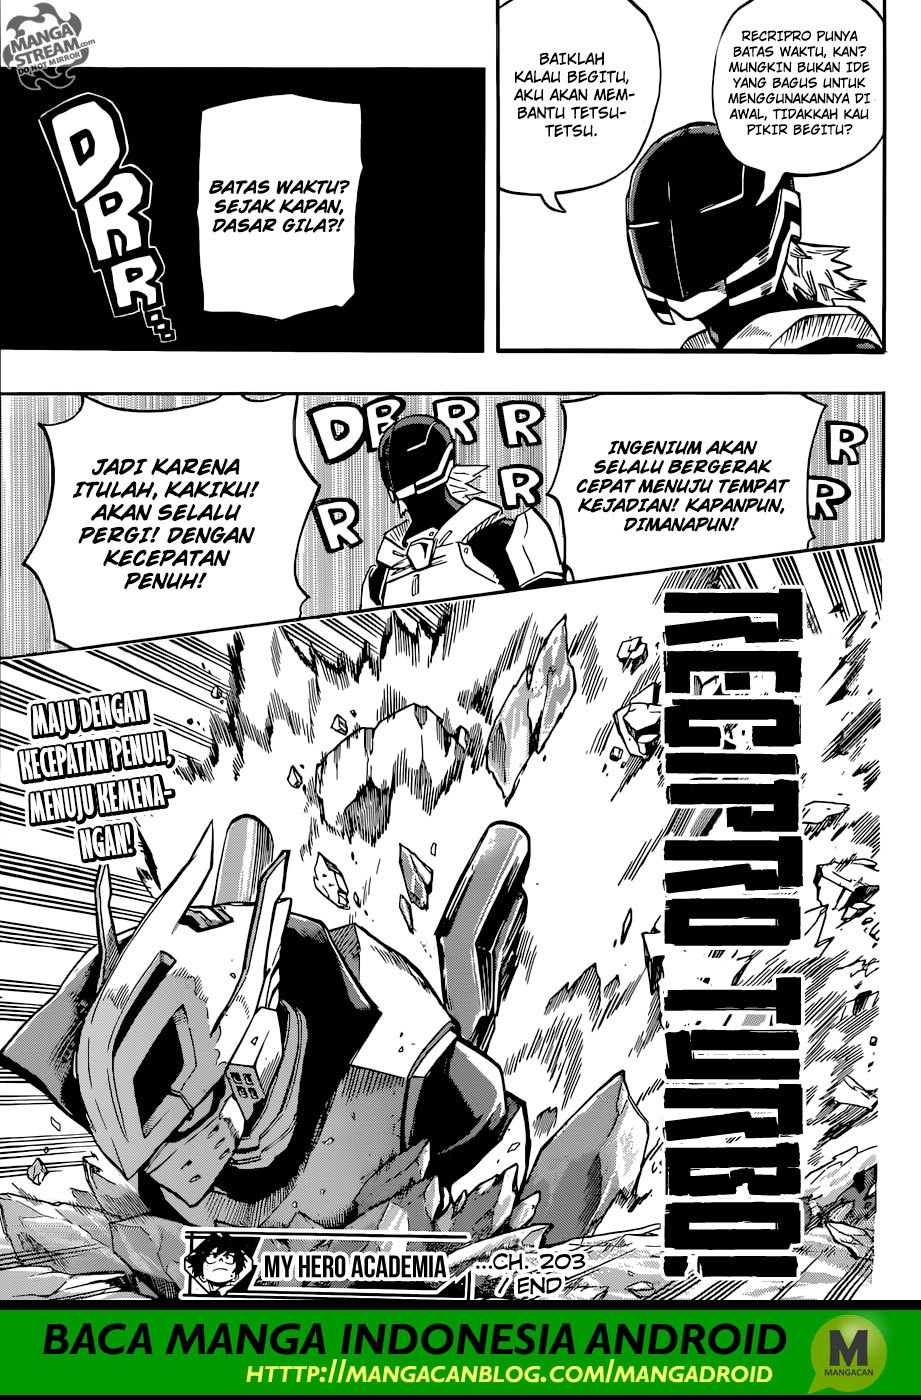 MANGA
STREAM.com
DO NOT MIRROR
RECRIPRO PUNYA
BATAS WAKTU, KAN?
MUNGKIN BUKAN IDE
YANG BAGUS UNTUK
MENGGUNAKANNYA DI
AWAL, TIDAKKAH KAU
PIKIR BEGITU?
BAIKLAH
KALAU BEGITU,
AKU AKAN MEM-
BANTU TETSU-
TETSU.
BATAS WAKTU?
SEJAK KAPAN,
DASAR GILA?!
DRRR
INGENIUM AKAN
SELALU BERGERAK
CEPAT MENUJU TEMPAT
KEJADIAN! KAPANPUN,
DIMANAPUN!
R
R
DRRR
R
R
JADI KARENA
ITULAH, KAKIKU!
AKAN SELALU
PERGI! DENGAN
KECEPATAN
PENUH!
RECIPRO TURBO!
MAJU DENGAN
KECEPATAN PENUH,
MENUJU KEMENA-
NGAN!
MY HERO ACADEMIA
...CH. 203
/ END
BACA MANGA INDONESIA ANDROID
HTTTP://MANGACANBLOG.COM/MANGADROID
M
MANGACAN